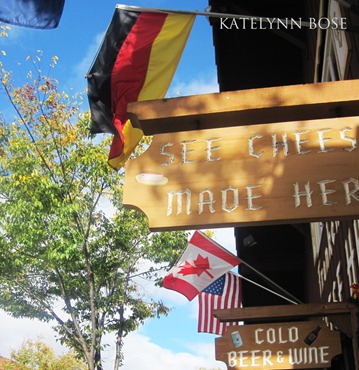 KATELYNN BOSE
SEE CHEES
MADE HER
COLD
BEER & WINE